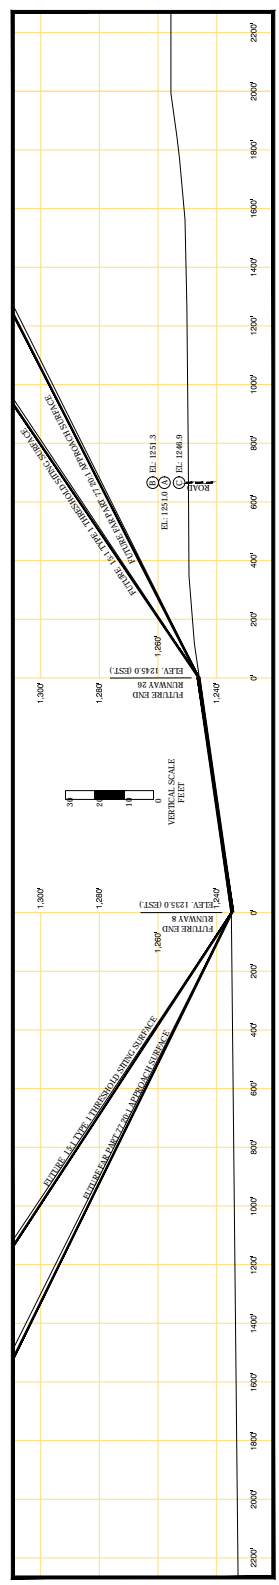 2200'
2000'
1800'
1600'
1400'
1200'
1000'
800'
600'
400'
200'
0'
FUTURE FAR PART 77 20:1 APPROACH SURFACE
FUTURE 15:1 TYPE 1 THRESHOLD SITING SURFACE
B EL: 1251.3
EL: 1251.0 A
C EL: 1246.9
ROAD
1,300'
1,280'
1,260'
1,240'
FUTURE END
RUNWAY 26
ELEV. 1245.0 (EST.)
30
20
10
0
VERTICAL SCALE
FEET
1,300'
1,280'
1,260'
1,240'
FUTURE END
RUNWAY 8
ELEV. 1235.0 (EST.)
FUTURE 15:1 TYPE 1 THRESHOLD SITING SURFACE
FUTURE FAR PART 77 20:1 APPROACH SURFACE
0'
200'
400'
600'
800'
1000'
1200'
1400'
1600'
1800'
2000'
2200'